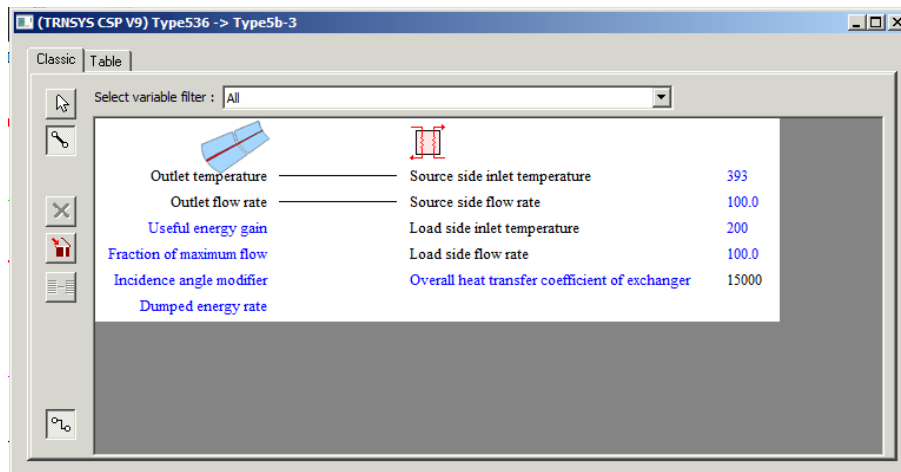 (TRNSYS CSP V9) Type536 -> Type5b-3
Classic Table
Select variable filter : All
Outlet temperature Source side inlet temperature 393
Outlet flow rate Source side flow rate 100.0
Useful energy gain Load side inlet temperature 200
Fraction of maximum flow Load side flow rate 100.0
Incidence angle modifier Overall heat transfer coefficient of exchanger 15000
Dumped energy rate